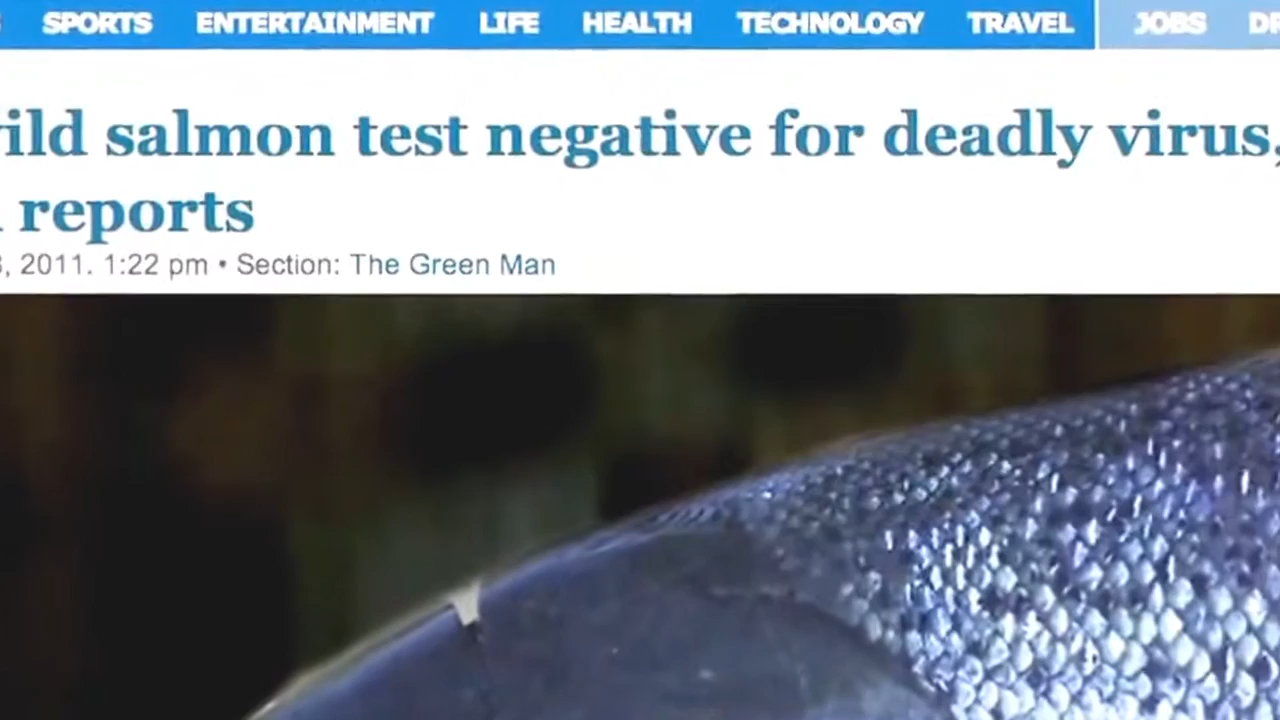 SPORTS ENTERTAINMENT LIFE HEALTH TECHNOLOGY TRAVEL JOBS
salmon test negative for deadly virus,
reports
2011. 1:22 pm • Section: The Green Man